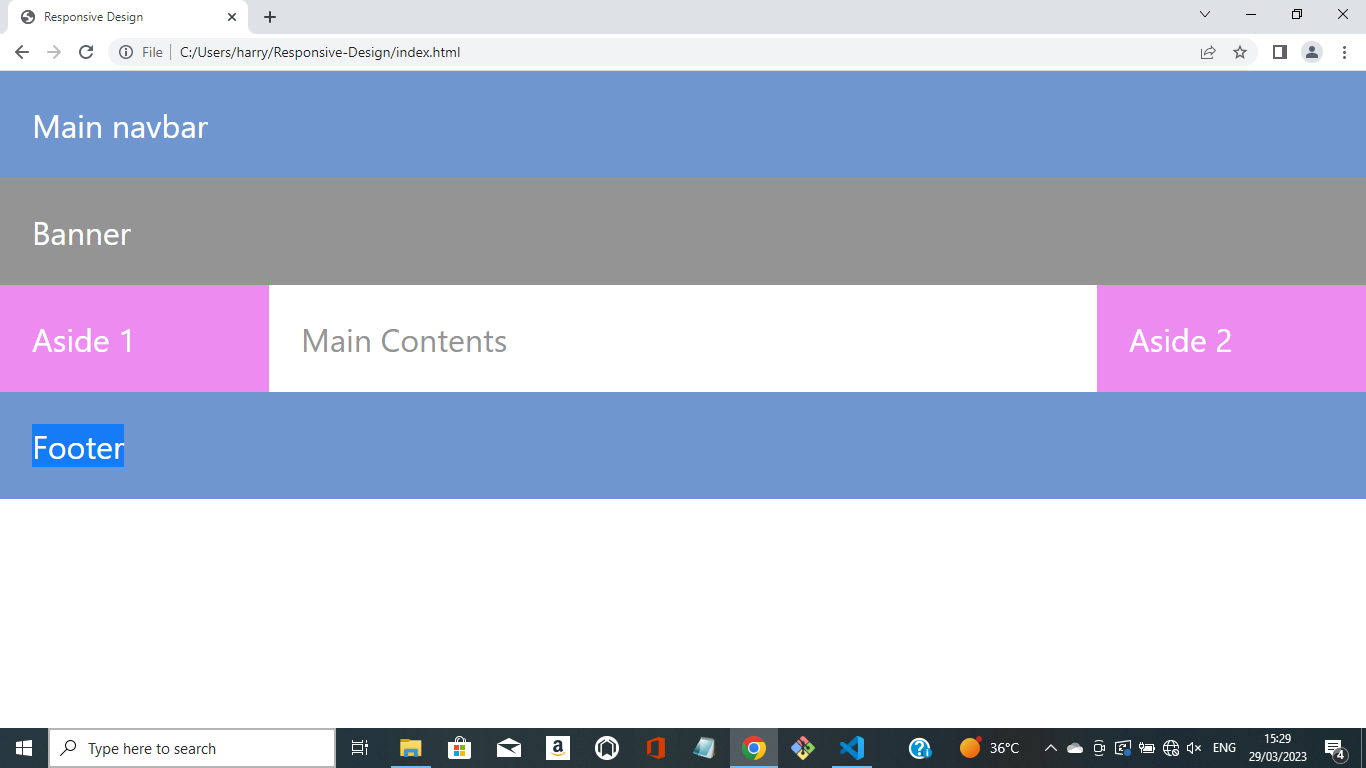 Responsive Design
File C:/Users/harry/Responsive-Design/index.html
Main navbar
Banner
Aside 1 Main Contents Aside 2
Footer
Type here to search
a
?
36°C
ENG
15:29
29/03/2023
4